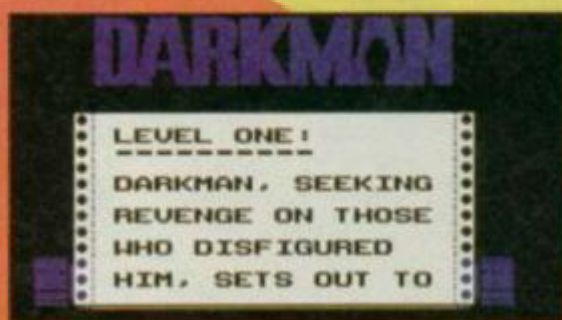 DARKMAN
LEVEL ONE:
DARKMAN, SEEKING
REVENGE ON THOSE
WHO DISFIGURED
HIM, SETS OUT TO